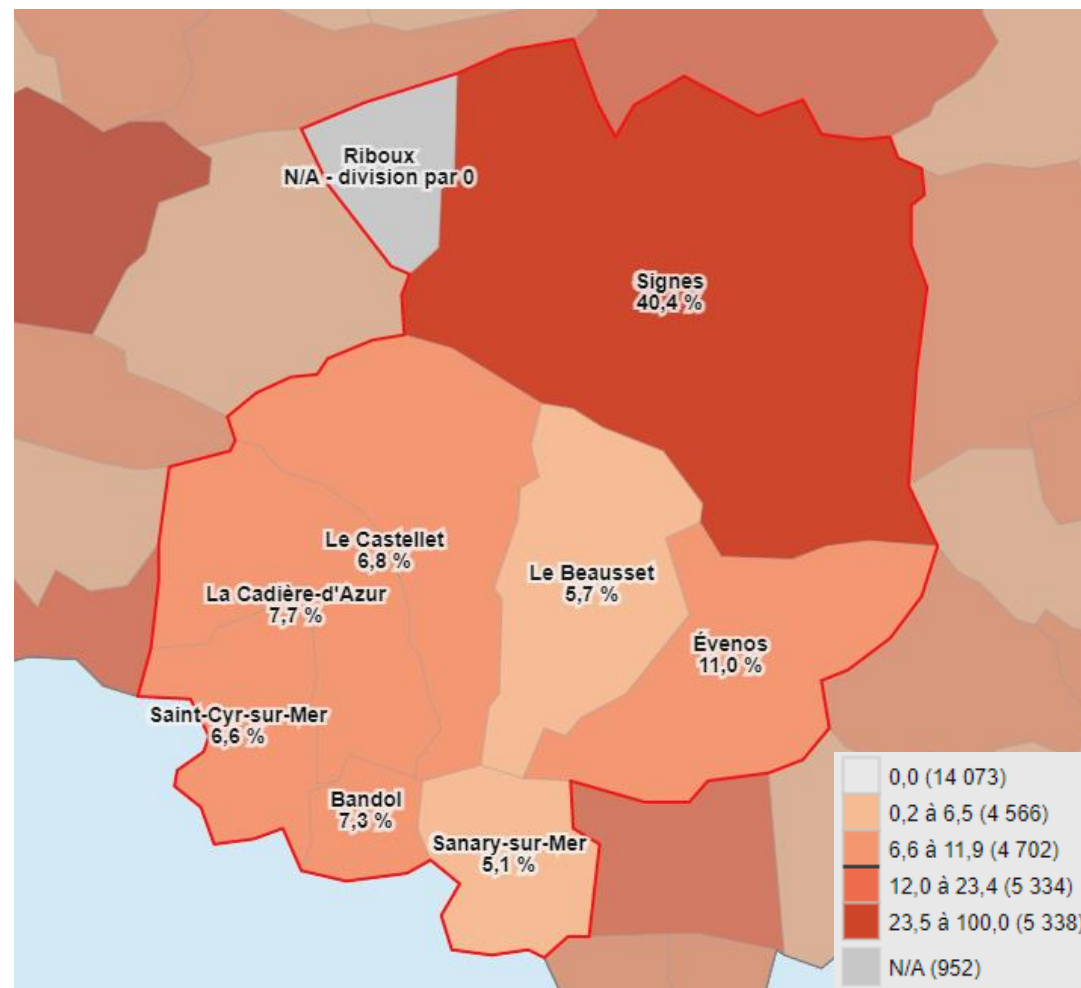 Riboux
N/A - division par 0
Signes
40,4 %
Le Castellet
6,8 %
Le Beausset
5,7 %
La Cadière-d'Azur
7,7 %
Évenos
11,0 %
Saint-Cyr-sur-Mer
6,6 %
Bandol
7,3 %
Sanary-sur-Mer
5,1 %
0,0 (14 073)
0,2 à 6,5 (4 566)
6,6 à 11,9 (4 702)
12,0 à 23,4 (5 334)
23,5 à 100,0 (5 338)
N/A (952)